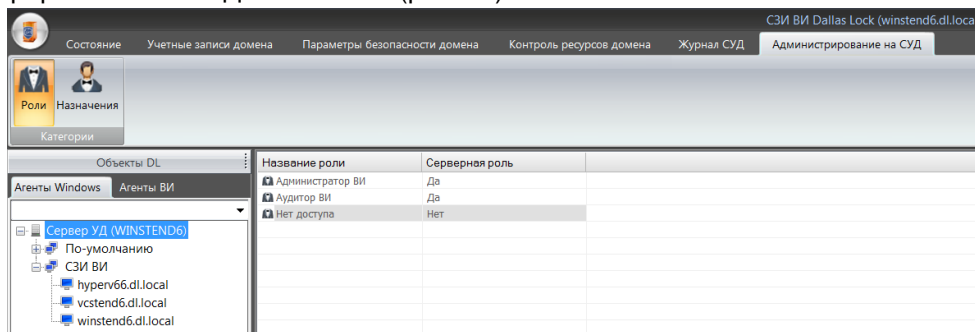 СЗИ ВИ Dallas Lock (winstend6.dl.loca
Состояние Учетные записи домена Параметры безопасности домена Контроль ресурсов домена Журнал СУД Администрирование на СУД
Роли Назначения
Категории
Объекты DL
Агенты Windows Агенты ВИ
Сервер УД (WINSTEND6)
По-умолчанию
СЗИ ВИ
hyperv66.dl.local
vcstend6.dl.local
winstend6.dl.local
Название роли Серверная роль
Администратор ВИ Да
Аудитор ВИ Да
Нет доступа Нет